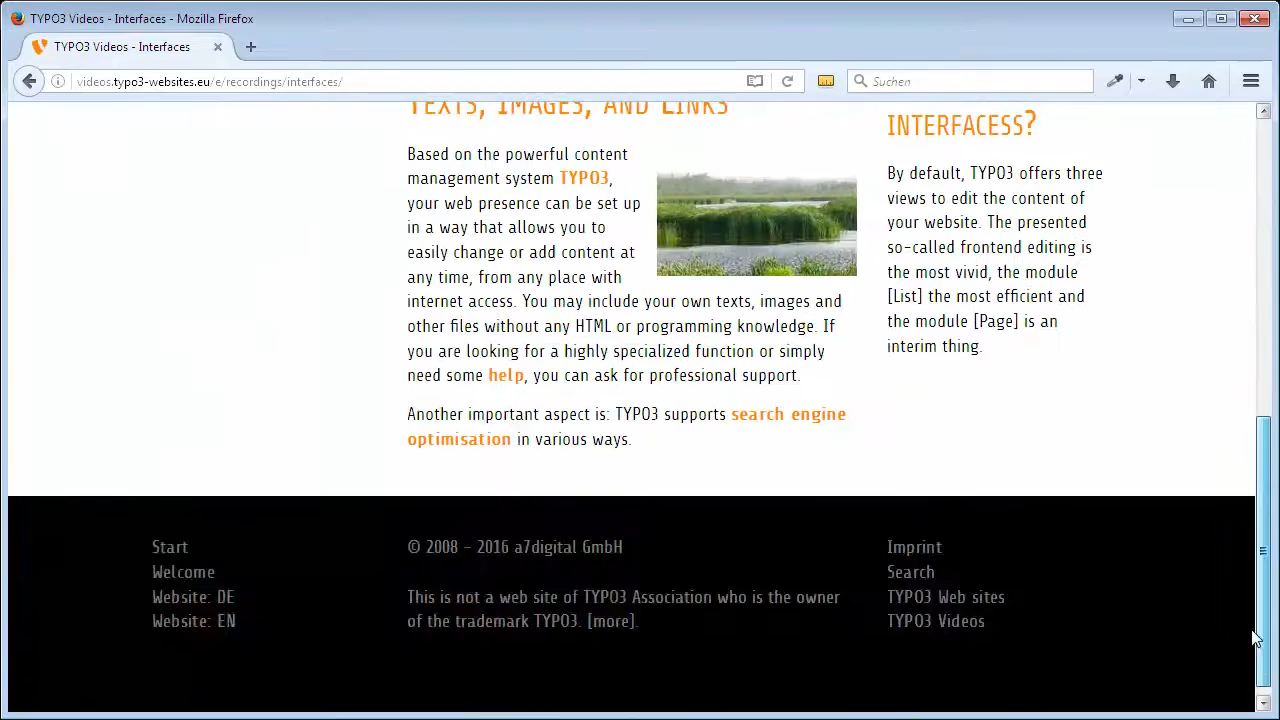 TYPO3 Videos - Interfaces - Mozilla Firefox
TYPO3 Videos - Interfaces
videos.typo3-websites.eu/e/recordings/interfaces/
Suchen
TEXTS, IMAGES, AND LINKS
Based on the powerful content
management system TYPO3,
your web presence can be set up
in a way that allows you to
easily change or add content at
any time, from any place with
internet access. You may include your own texts, images and
other files without any HTML or programming knowledge. If
you are looking for a highly specialized function or simply
need some help, you can ask for professional support.
Another important aspect is: TYPO3 supports search engine
optimisation in various ways.
INTERFACESS?
By default, TYPO3 offers three
views to edit the content of
your website. The presented
so-called frontend editing is
the most vivid, the module
[List] the most efficient and
the module [Page] is an
interim thing.
Start
Welcome
Website: DE
Website: EN
© 2008 – 2016 a7digital GmbH
This is not a web site of TYPO3 Association who is the owner
of the trademark TYPO3. [more].
Imprint
Search
TYPO3 Web sites
TYPO3 Videos